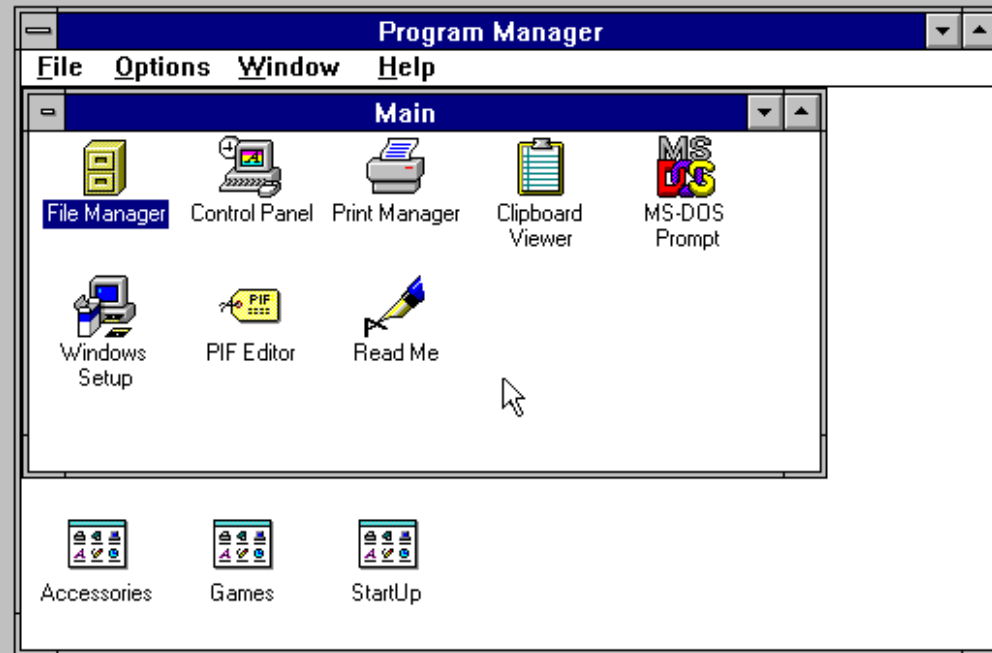 Program Manager
File Options Window Help
Main
File Manager Control Panel Print Manager Clipboard Viewer MS-DOS Prompt
Windows Setup PIF Editor Read Me
Accessories Games StartUp
MS
DOS
PIF
A